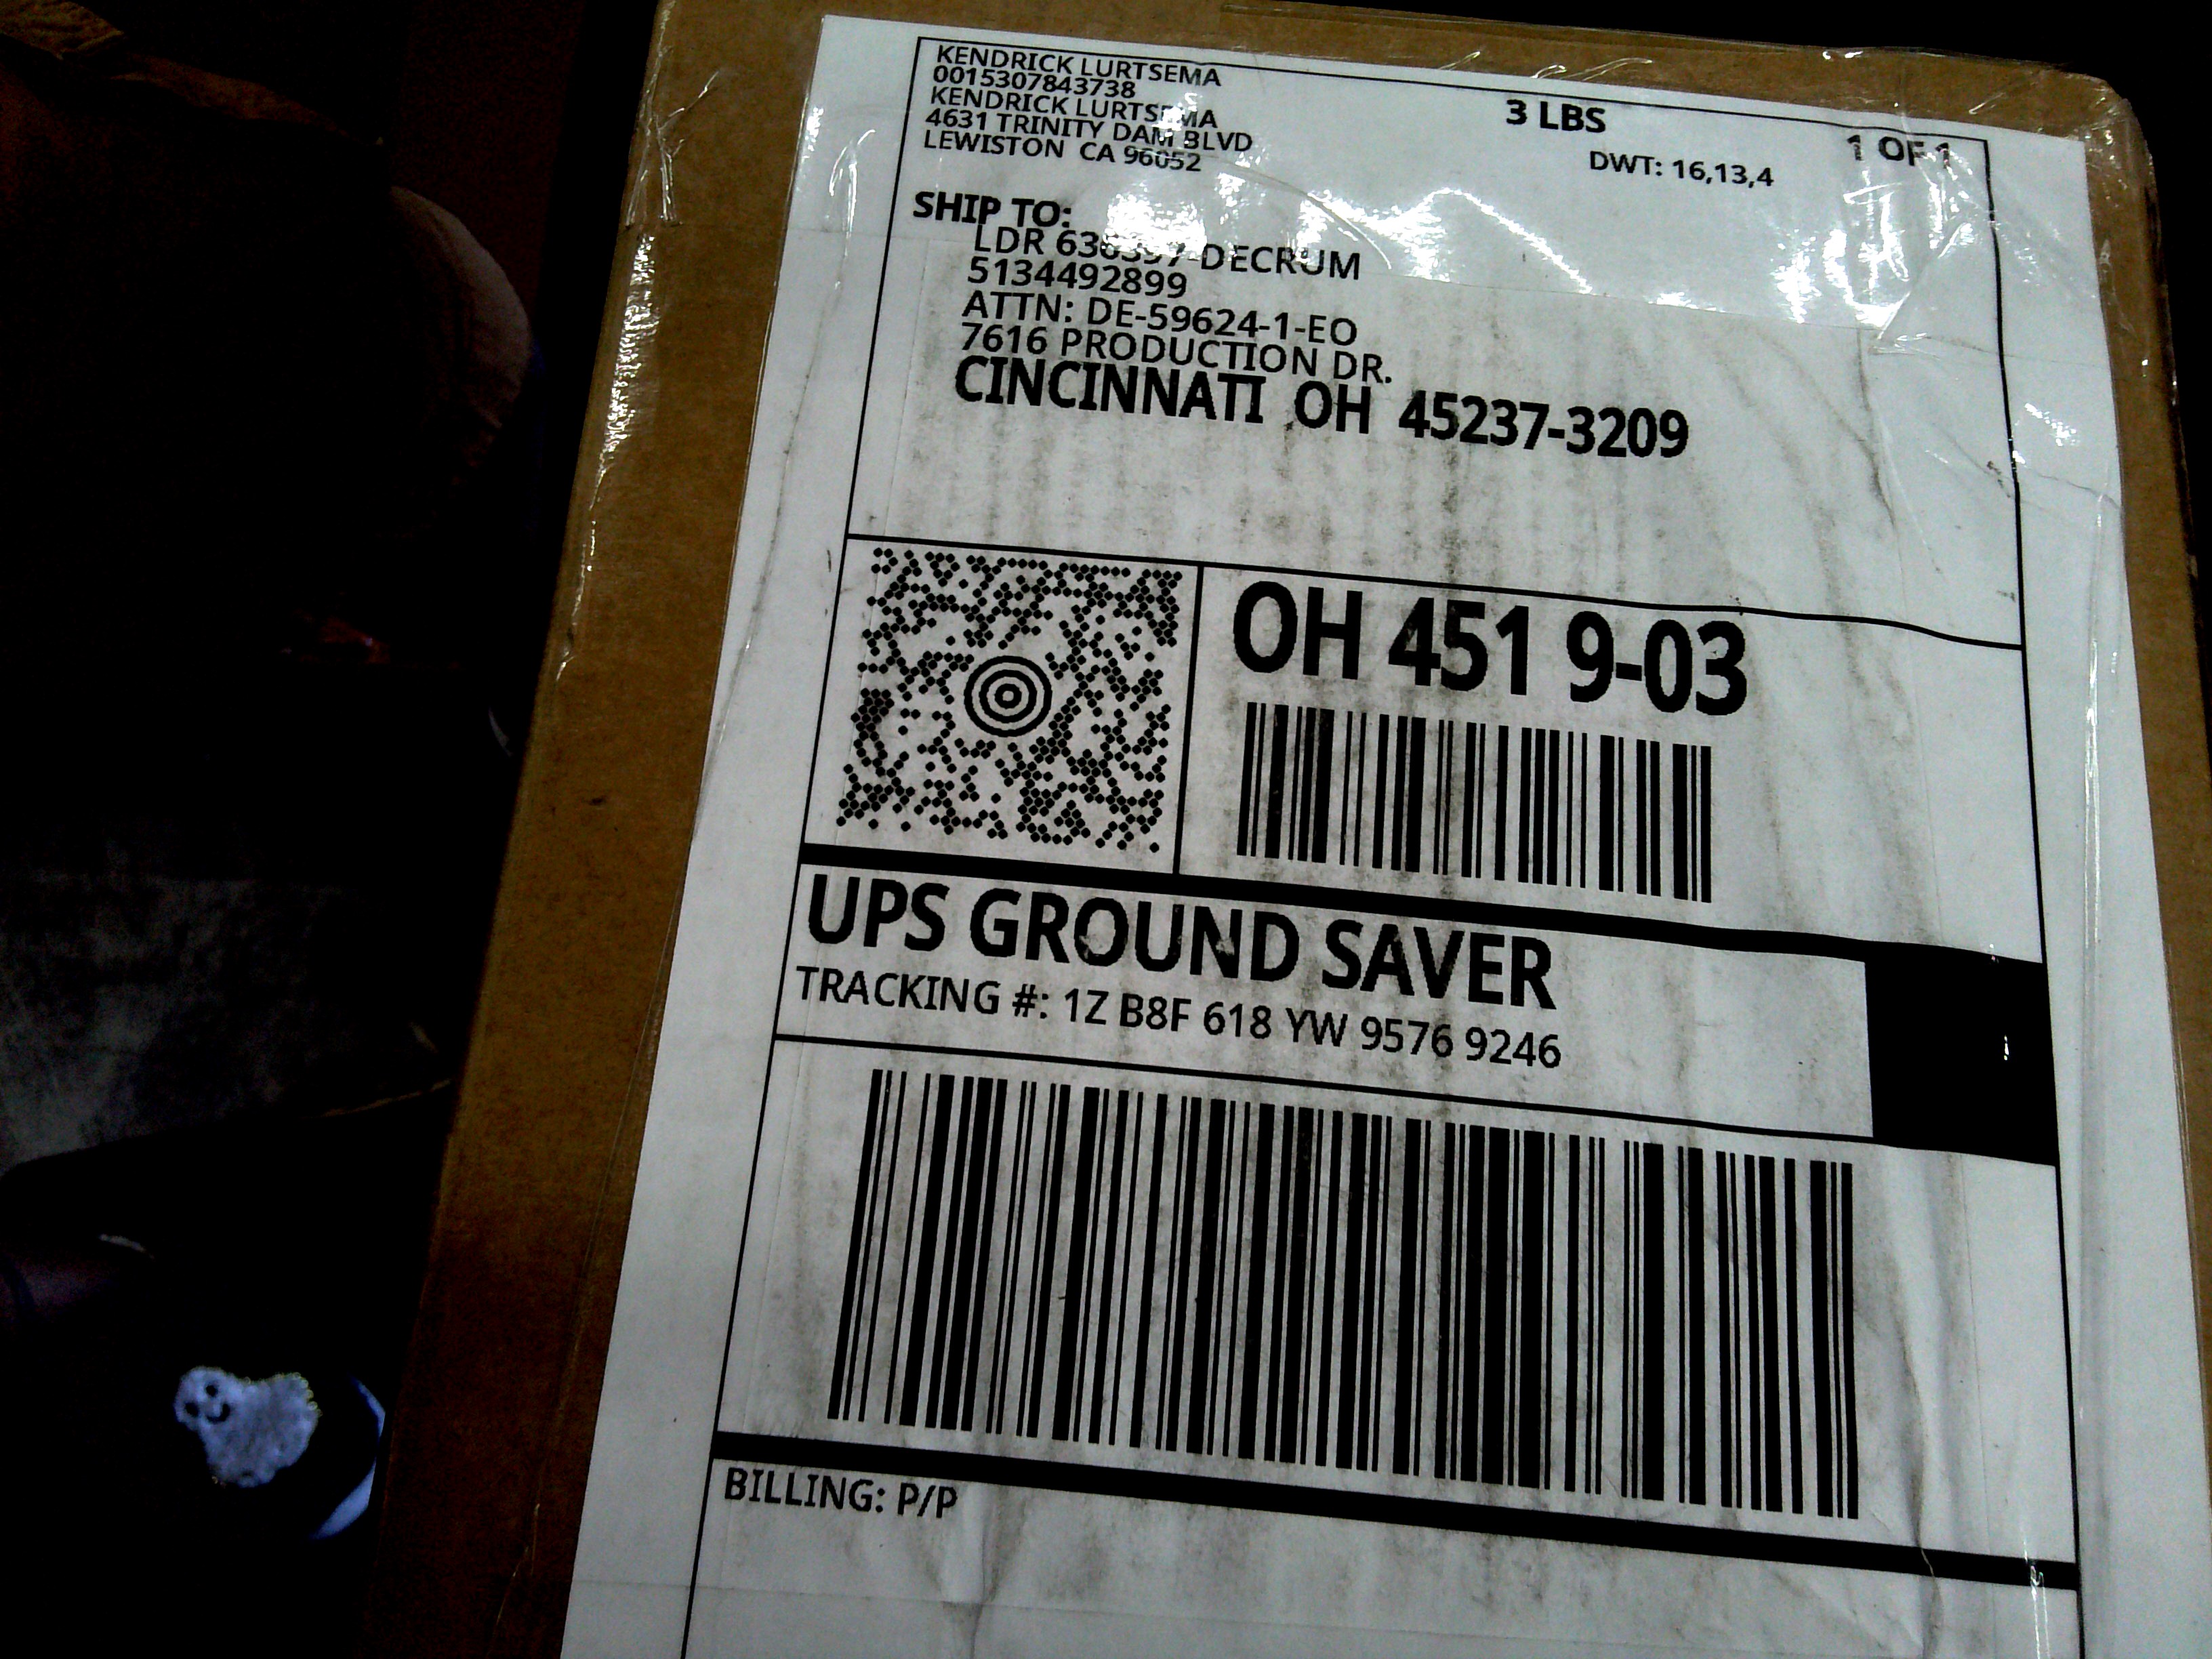 KENDRICK LURTSEMA
0015307843738
KENDRICK LURTSEMA
4631 TRINITY DAM BLVD
LEWISTON CA 96052
3 LBS
1 OF 1
DWT: 16,13,4
SHIP TO:
LDR
5134492899
ATTN: DE-59624-1-EO
7616 PRODUCTION DR.
CINCINNATI OH 45237-3209
OH 451 9-03
UPS GROUND SAVER
TRACKING #: 1Z B8F 618 YW 9576 9246
BILLING: P/P